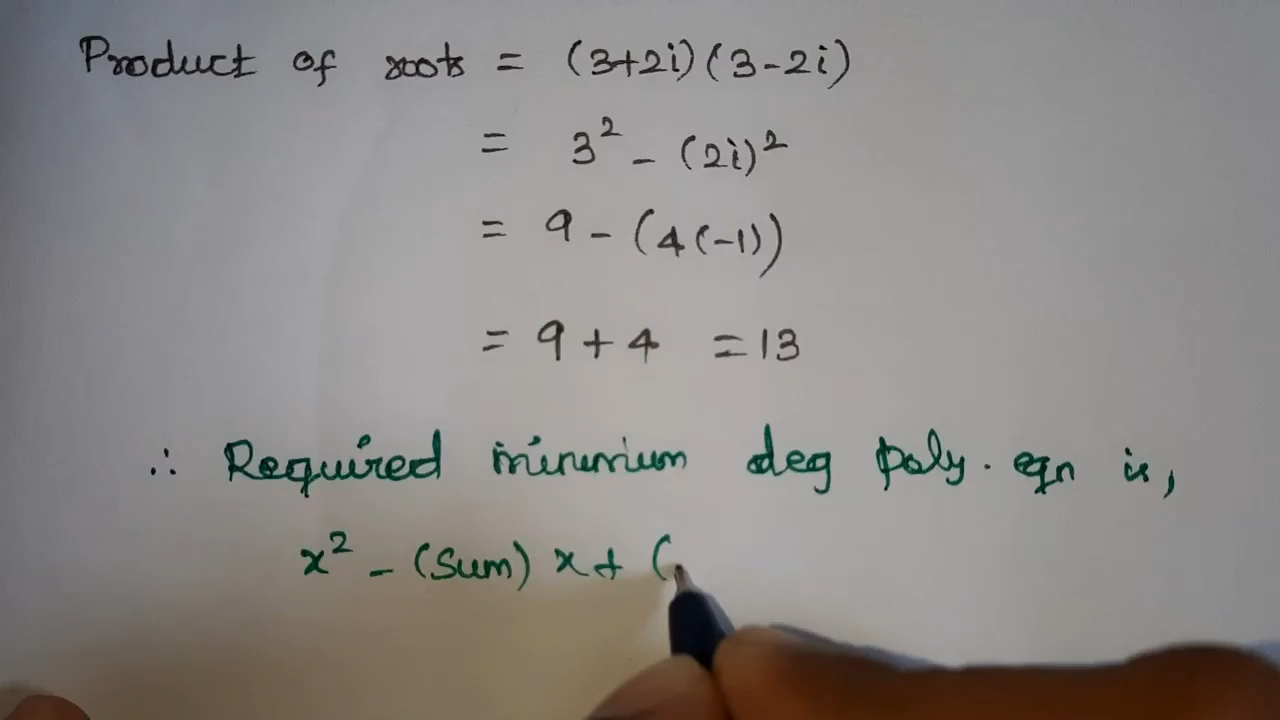 Product of roots = (3+2i)(3-2i)
= 3² - (2i)²
= 9 - (4(-1))
= 9 + 4 = 13
∴ Required minimum deg poly. eqn is,
x² - (Sum) x + (